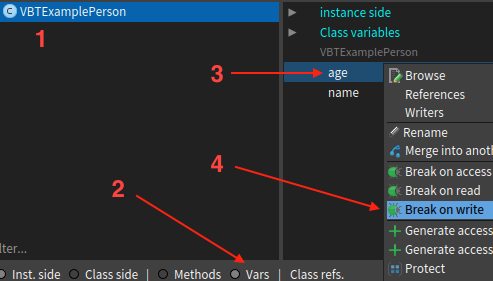 VBTExamplePerson
1
instance side
Class variables
VBTExamplePerson
3
age
name
Browse
References
Writers
Rename
Merge into anot
4
Break on access
Break on read
Break on write
2
Generate access
Generate access
Protect
lter...
Inst. side
Class side |
Methods
Vars |
Class refs.